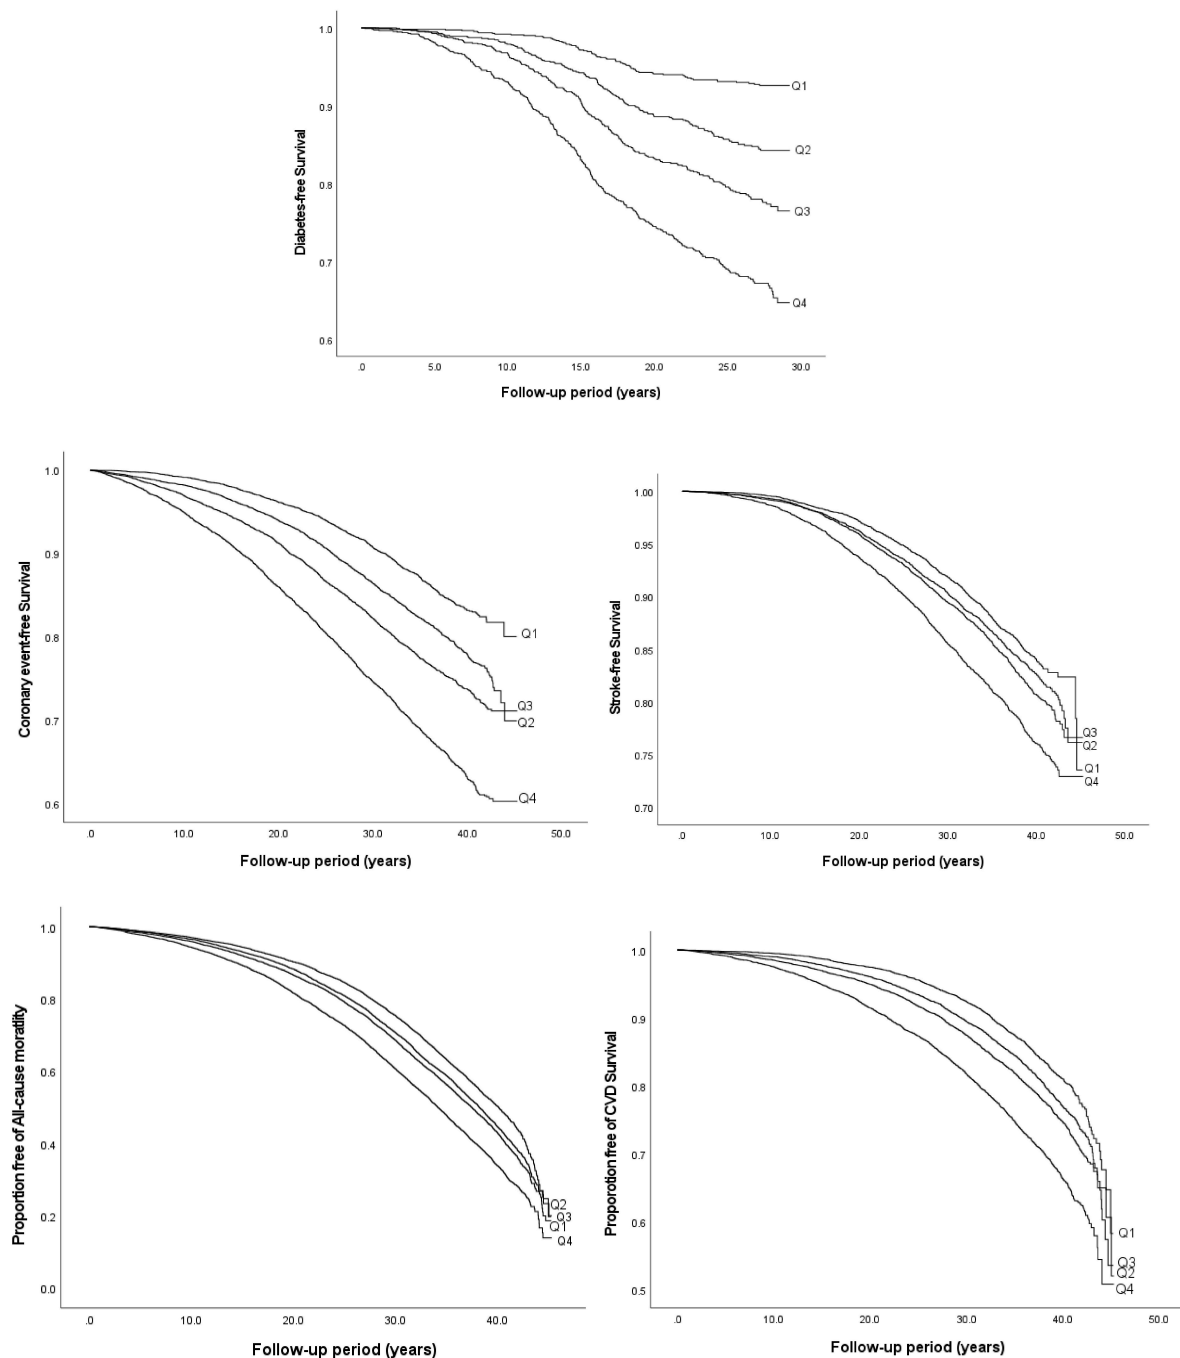 Diabetes-free Survival
1.0
0.9
0.8
0.7
0.6
Q1
Q2
Q3
Q4
.0 5.0 10.0 15.0 20.0 25.0 30.0
Follow-up period (years)
Coronary event-free Survival
1.0
0.9
0.8
0.7
0.6
Q1
Q3
Q2
Q4
.0 10.0 20.0 30.0 40.0 50.0
Follow-up period (years)
Stroke-free Survival
1.00
0.95
0.90
0.85
0.80
0.75
0.70
Q3
Q2
Q1
Q4
.0 10.0 20.0 30.0 40.0 50.0
Follow-up period (years)
Proportion free of All-cause moratlity
1.0
0.8
0.6
0.4
0.2
0.0
Q2
Q3
Q1
Q4
.0 10.0 20.0 30.0 40.0
Follow-up period (years)
Proporotion free of CVD Survival
1.0
0.9
0.8
0.7
0.6
0.5
Q1
Q3
Q2
Q4
.0 10.0 20.0 30.0 40.0 50.0
Follow-up period (years)